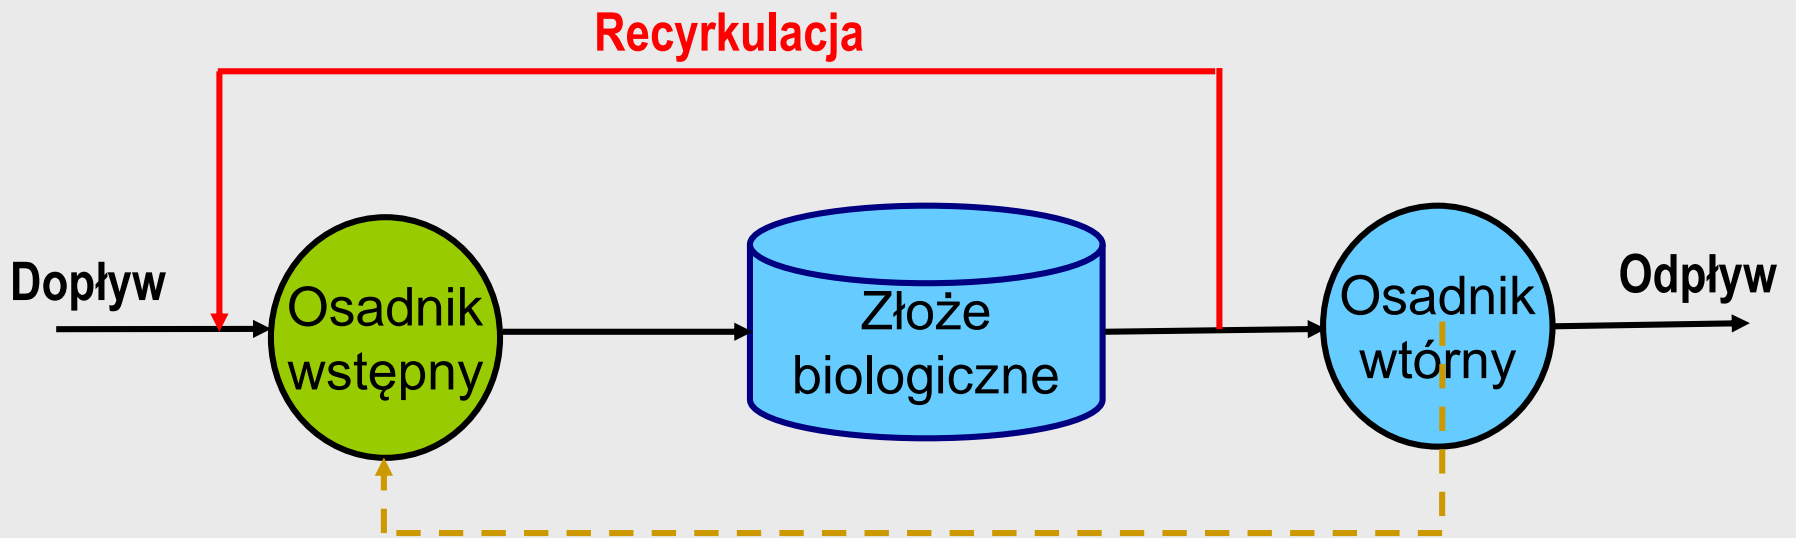 Recyrkulacja
Dopływ
Osadnik
wstępny
Złoże
biologiczne
Osadnik
wtórny
Odpływ